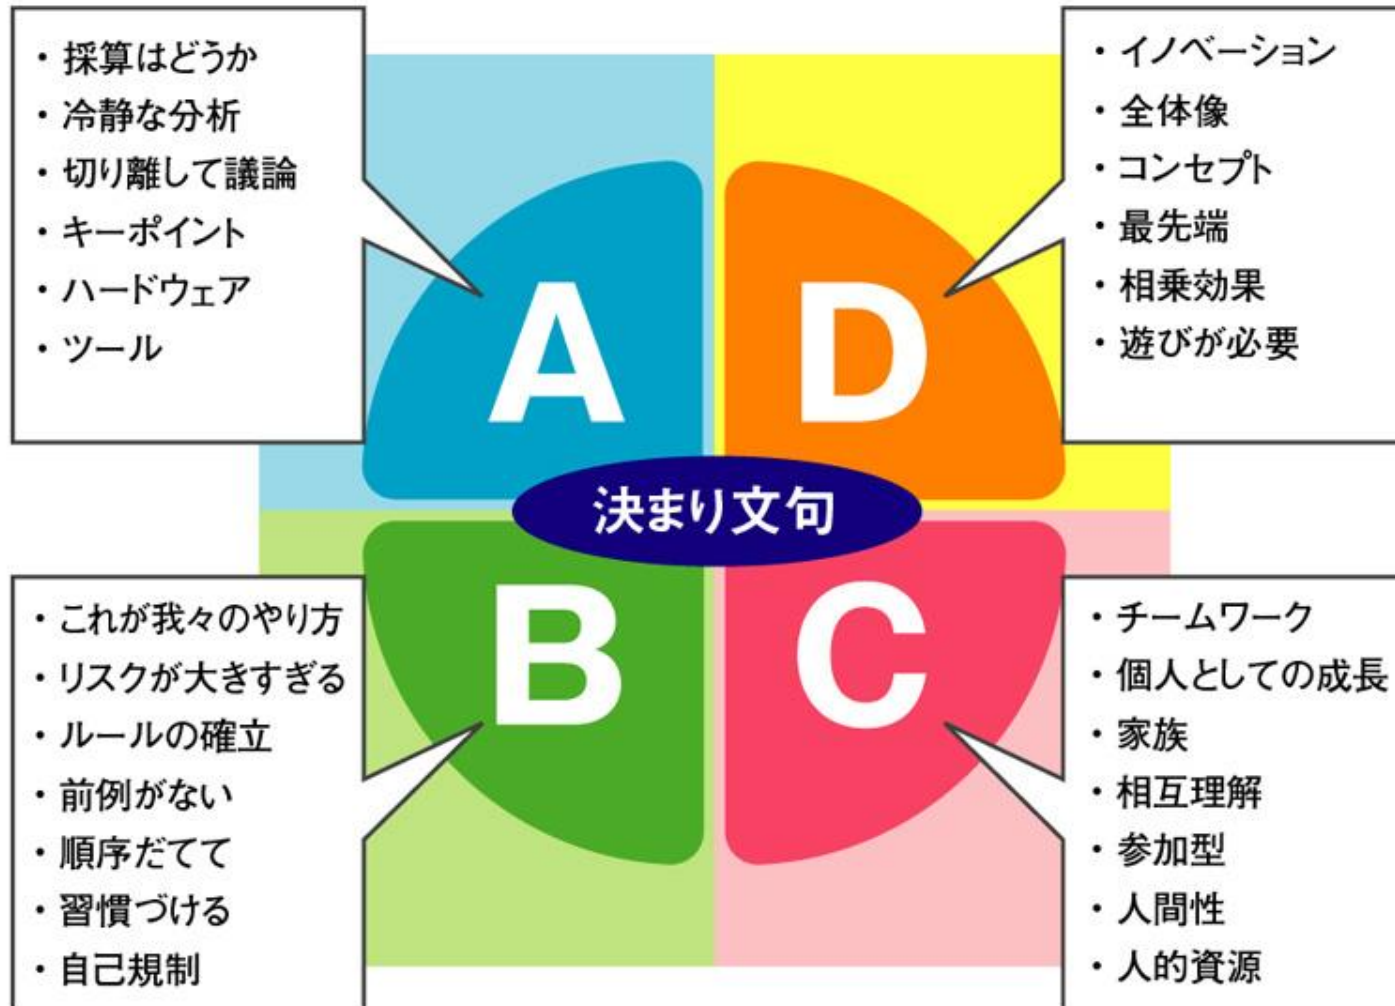 ・採算はどうか
・冷静な分析
・切り離して議論
・キーポイント
・ハードウェア
・ツール
A
・イノベーション
・全体像
・コンセプト
・最先端
・相乗効果
・遊びが必要
D
決まり文句
・これが我々のやり方
・リスクが大きすぎる
・ルールの確立
・前例がない
・順序だてて
・習慣づける
・自己規制
B
・チームワーク
・個人としての成長
・家族
・相互理解
・参加型
・人間性
・人的資源
C